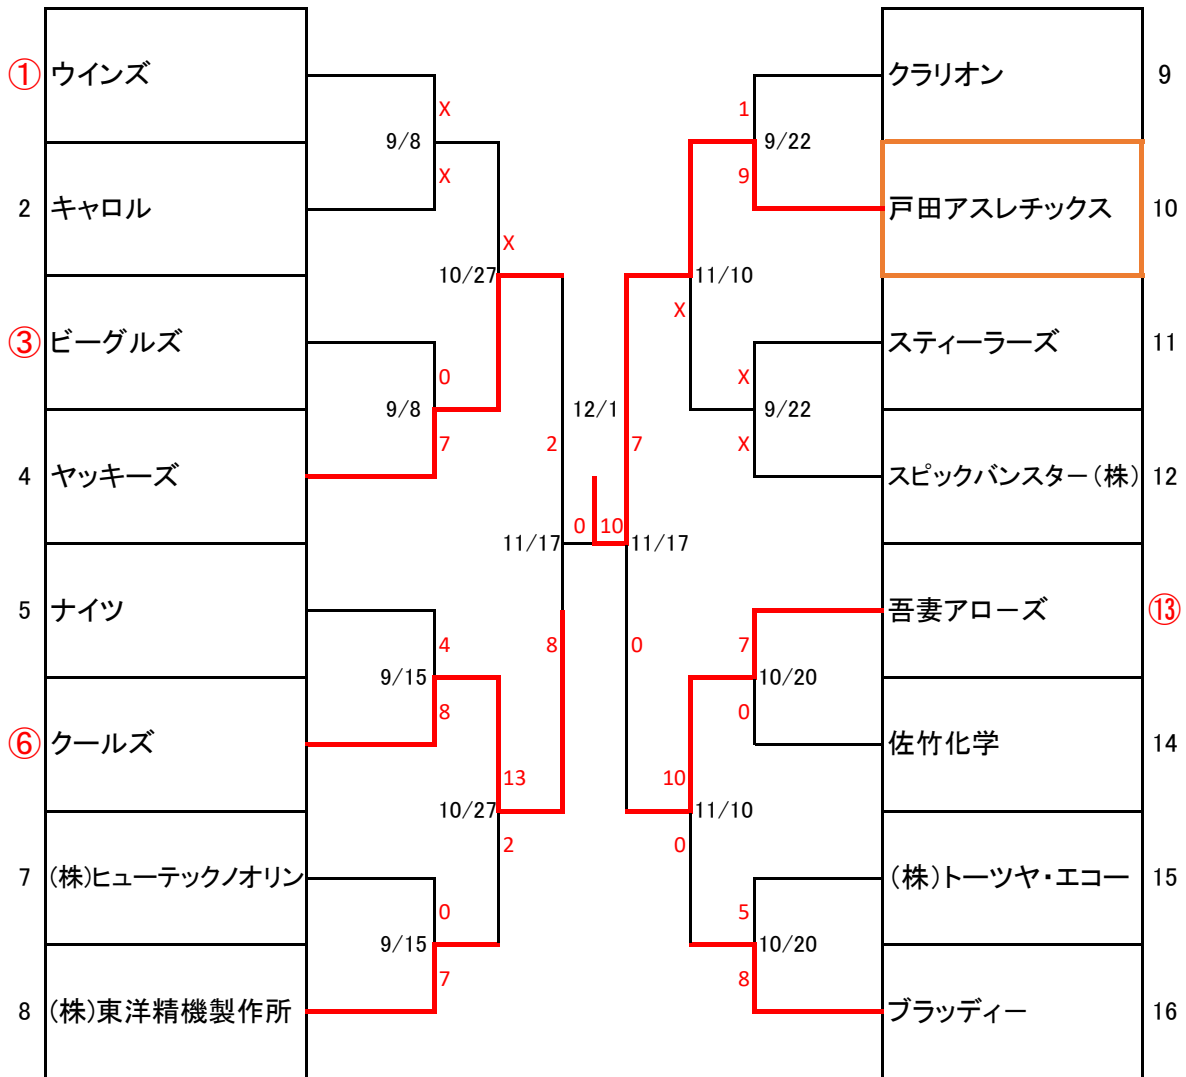 ① ウインズ
X
9/8
X
2 キャロル
X
10/27
③ ビーグルズ
0
9/8
7
4 ヤッキーズ
2
11/17
5 ナイツ
4
9/15
8
⑥ クールズ
8
13
10/27
2
7 (株)ヒューテックノオリン
0
9/15
7
8 (株)東洋精機製作所
12/1
0 10
クラリオン 9
1
9/22
9
戸田アスレチックス 10
11/10
X
スティーラーズ 11
X
9/22
X
スピックバンスター(株) 12
7
11/17
0
吾妻アローズ ⑬
7
10/20
0
佐竹化学 14
10
11/10
0
(株)トーツヤ・エコー 15
5
10/20
8
ブラッディー 16